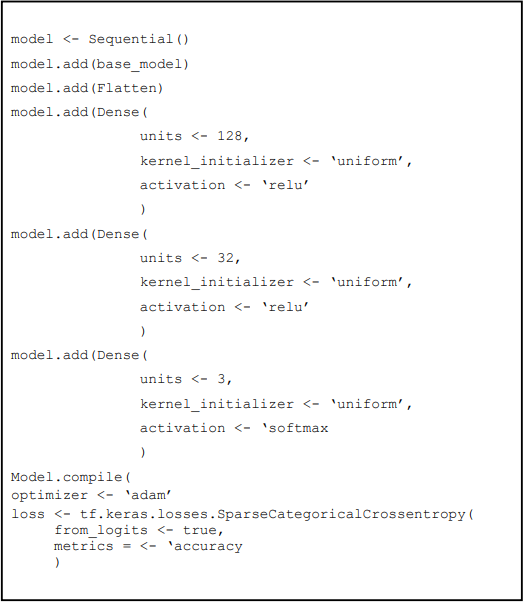 model <- Sequential()
model.add(base_model)
model.add(Flatten)
model.add(Dense(
units <- 128,
kernel_initializer <- ‘uniform’,
activation <- ‘relu’
)
model.add(Dense(
units <- 32,
kernel_initializer <- ‘uniform’,
activation <- ‘relu’
)
model.add(Dense(
units <- 3,
kernel_initializer <- ‘uniform’,
activation <- ‘softmax
)
Model.compile(
optimizer <- ‘adam’
loss <- tf.keras.losses.SparseCategoricalCrossentropy(
from_logits <- true,
metrics = <- ‘accuracy
)